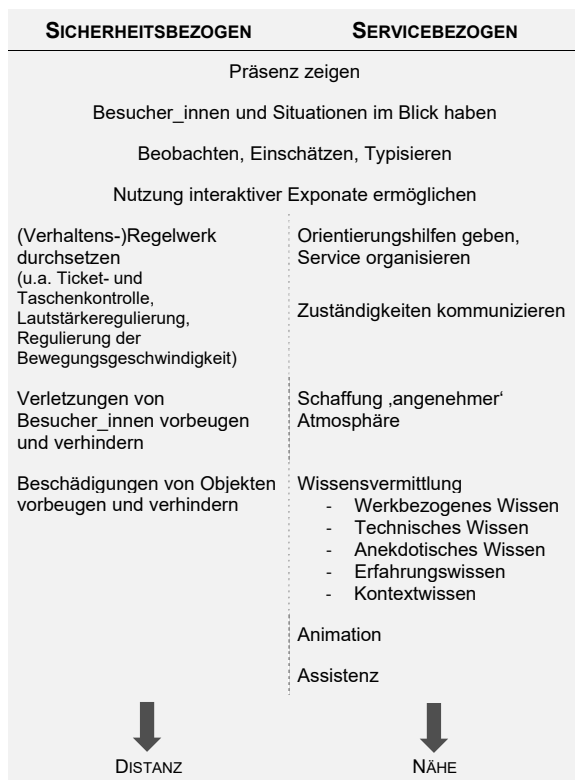 SICHERHEITSBEZOGEN SERVICEBEZOGEN
Präsenz zeigen
Besucher_innen und Situationen im Blick haben
Beobachten, Einschätzen, Typisieren
Nutzung interaktiver Exponate ermöglichen
(Verhaltens-)Regelwerk
durchsetzen
(u.a. Ticket- und
Taschenkontrolle,
Lautstärkeregulierung,
Regulierung der
Bewegungsgeschwindigkeit)
Orientierungshilfen geben,
Service organisieren
Zuständigkeiten kommunizieren
Verletzungen von
Besucher_innen vorbeugen
und verhindern
Schaffung ‚angenehmer‘
Atmosphäre
Beschädigungen von Objekten
vorbeugen und verhindern
Wissensvermittlung
- Werkbezogenes Wissen
- Technisches Wissen
- Anekdotisches Wissen
- Erfahrungswissen
- Kontextwissen
Animation
Assistenz
DISTANZ NÄHE